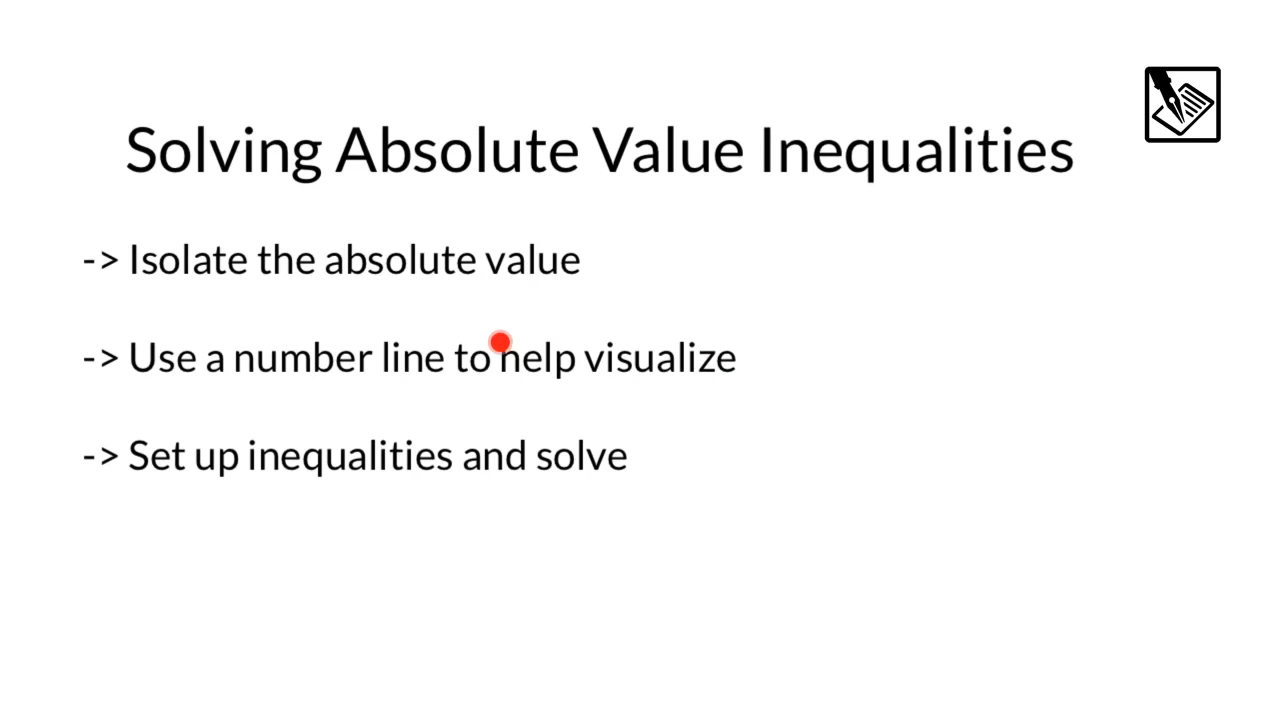 Solving Absolute Value Inequalities
-> Isolate the absolute value
-> Use a number line to help visualize
-> Set up inequalities and solve